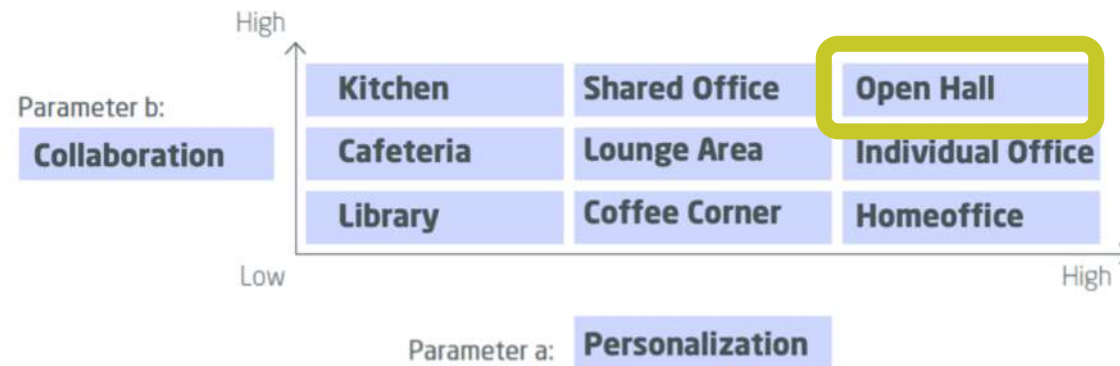 High
Kitchen Shared Office Open Hall
Parameter b:
Collaboration Cafeteria Lounge Area Individual Office
Library Coffee Corner Homeoffice
Low High
Parameter a: Personalization